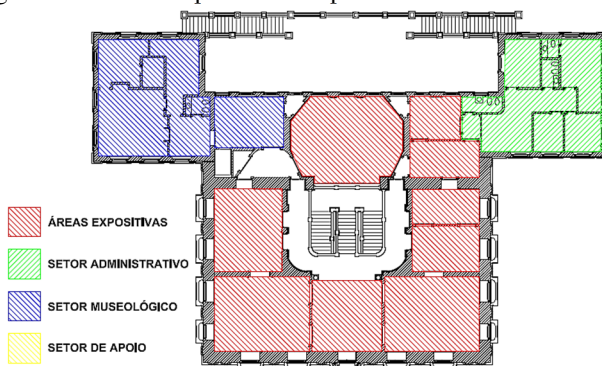 ÁREAS EXPOSITIVAS
SETOR ADMINISTRATIVO
SETOR MUSEOLÓGICO
SETOR DE APOIO